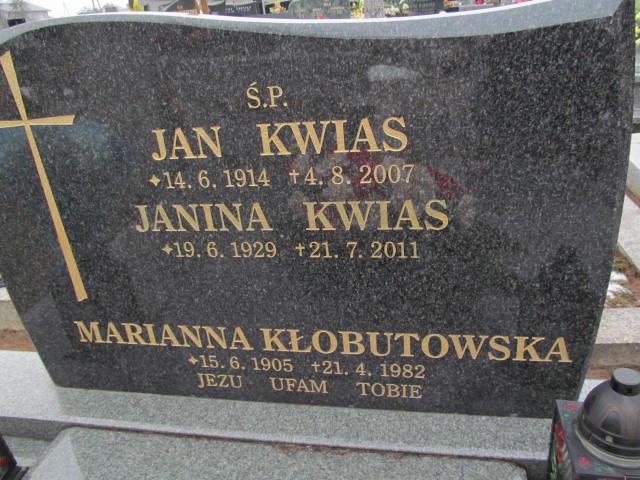 Ś.P.
JAN KWIAS
✦14. 6. 1914 †4. 8. 2007
JANINA KWIAS
✦19. 6. 1929 †21. 7. 2011
MARIANNA KŁOBUTOWSKA
✦15. 6. 1905 †21. 4. 1982
JEZU UFAM TOBIE